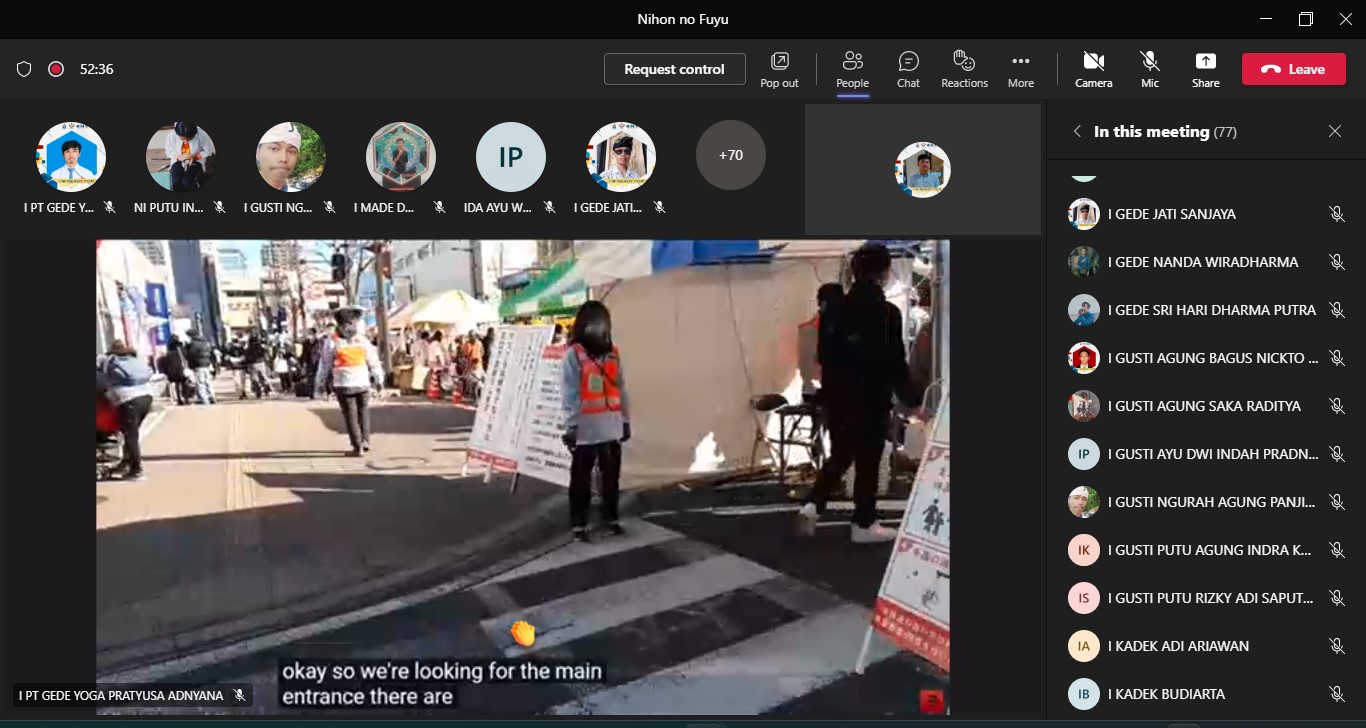 Nihon no Fuyu
52:36
Request control
Pop out
People
Chat
Reactions
More
Camera
Mic
Share
Leave
I PT GEDE Y...
NI PUTU IN...
I GUSTI NG...
I MADE D...
IP
IDA AYU W...
I GEDE JATI...
+70
In this meeting (77)
I GEDE JATI SANJAYA
I GEDE NANDA WIRADHARMA
I GEDE SRI HARI DHARMA PUTRA
I GUSTI AGUNG BAGUS NICKTO ...
I GUSTI AGUNG SAKA RADITYA
IP
I GUSTI AYU DWI INDAH PRADN...
I GUSTI NGURAH AGUNG PANJI...
IK
I GUSTI PUTU AGUNG INDRA K...
IS
I GUSTI PUTU RIZKY ADI SAPUT...
IA
I KADEK ADI ARIAWAN
IB
I KADEK BUDIARTA
okay so we're looking for the main
entrance there are
I PT GEDE YOGA PRATYUSA ADNYANA